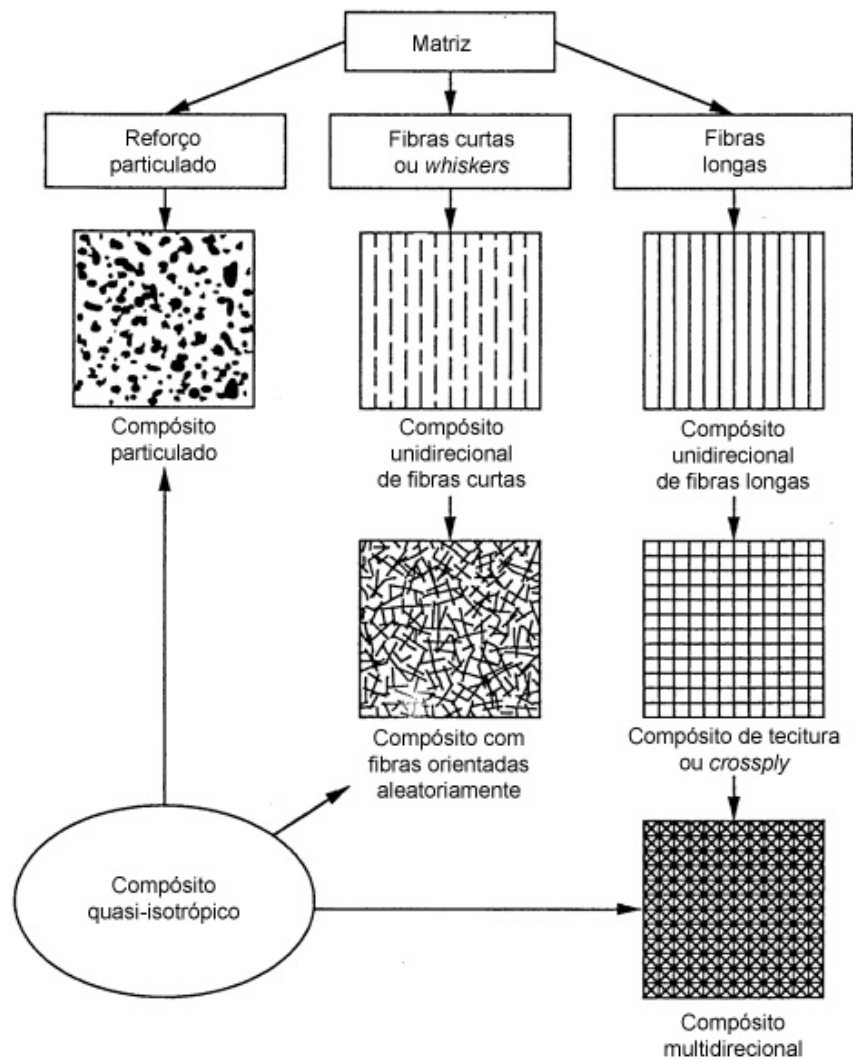 Matriz
Reforço
particulado
Fibras curtas
ou whiskers
Fibras
longas
Compósito
particulado
Compósito
unidirecional
de fibras curtas
Compósito
unidirecional
de fibras longas
Compósito com
fibras orientadas
aleatoriamente
Compósito de tecitura
ou crossply
Compósito
quasi-isotrópico
Compósito
multidirecional